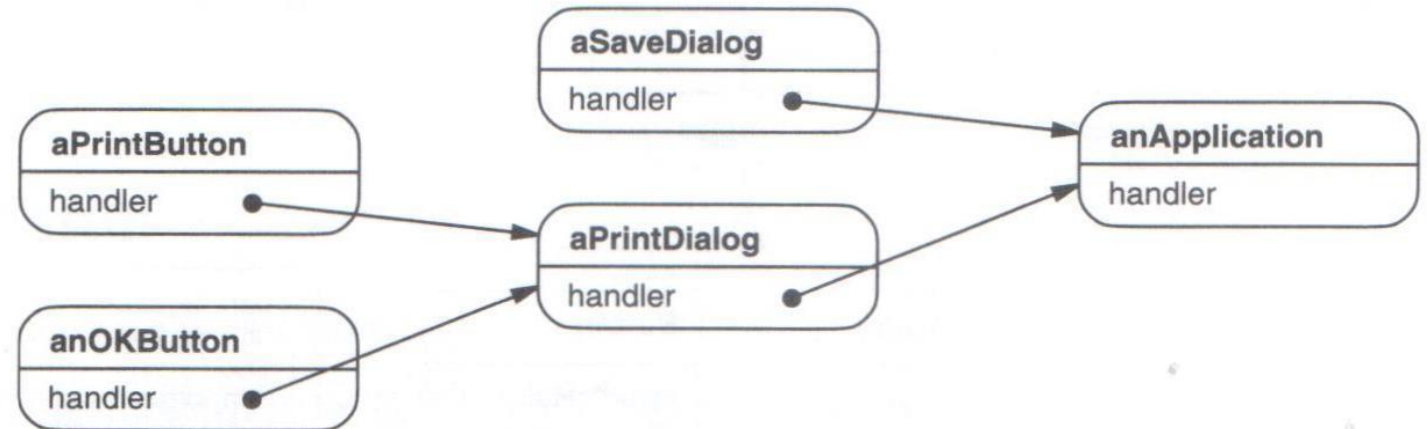 aSaveDialog
handler
aPrintButton
handler
anApplication
handler
aPrintDialog
handler
anOKButton
handler